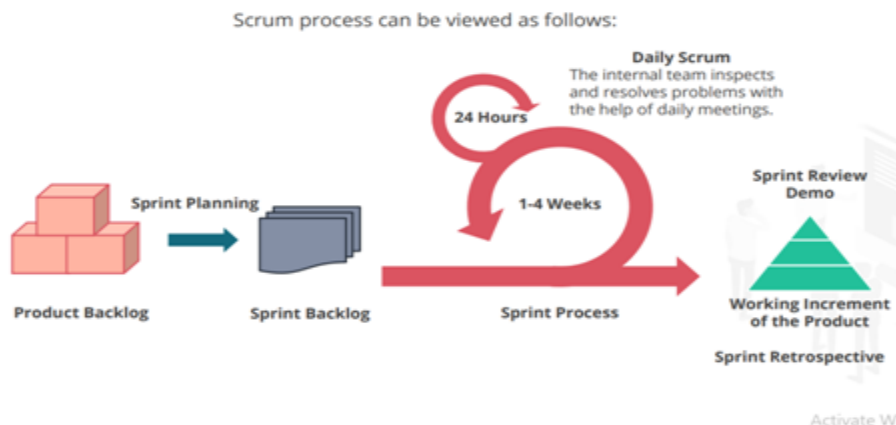 Scrum process can be viewed as follows:
Daily Scrum
The internal team inspects
and resolves problems with
the help of daily meetings.
24 Hours
Sprint Planning
1-4 Weeks
Sprint Review
Demo
Product Backlog
Sprint Backlog
Sprint Process
Working Increment
of the Product
Sprint Retrospective
Activate W